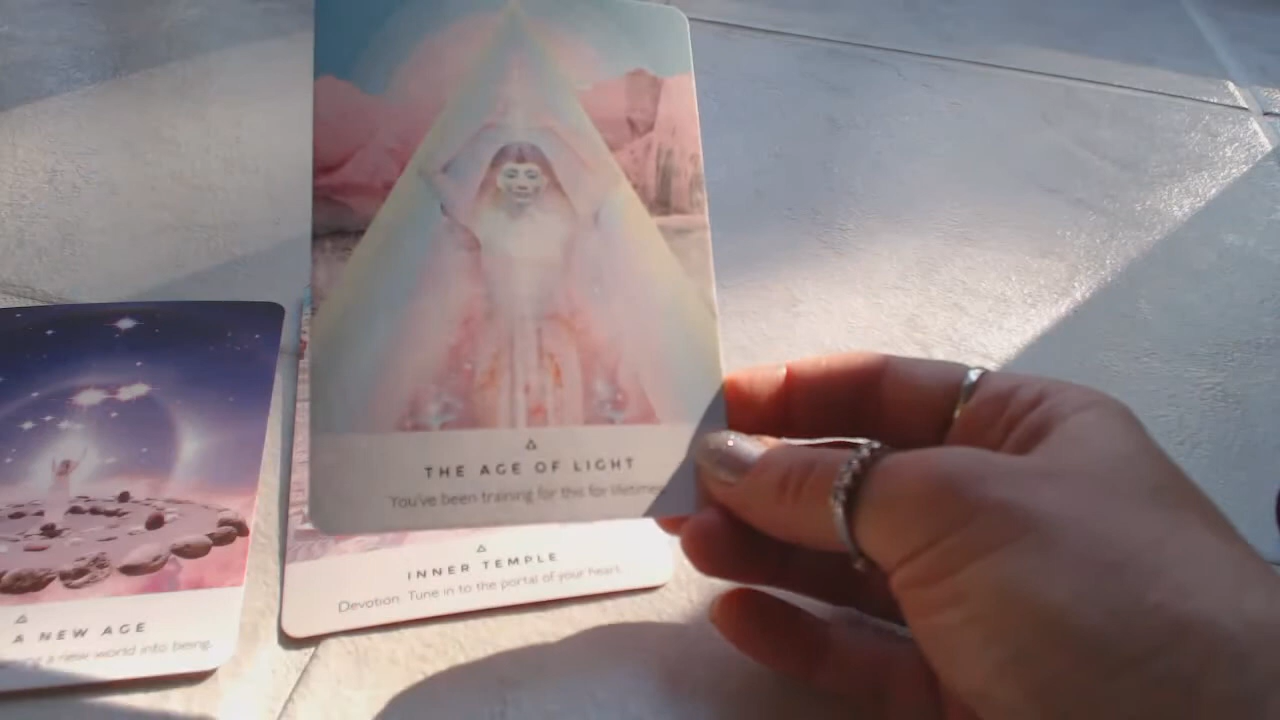 THE AGE OF LIGHT
You've been training for this for lifetimes
INNER TEMPLE
Devotion. Tune in to the portal of your heart.
A NEW AGE
a new world into being.